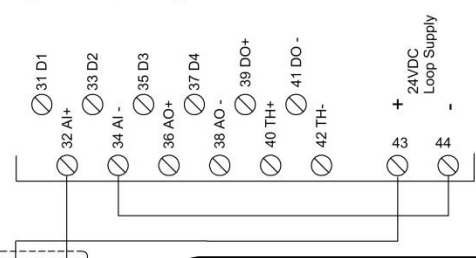 31 D1
33 D2
35 D3
37 D4
39 DO+
41 DO -
24VDC
Loop Supply
+
-
32 AI+
34 AI -
36 AO+
38 AO -
40 TH+
42 TH-
43
44